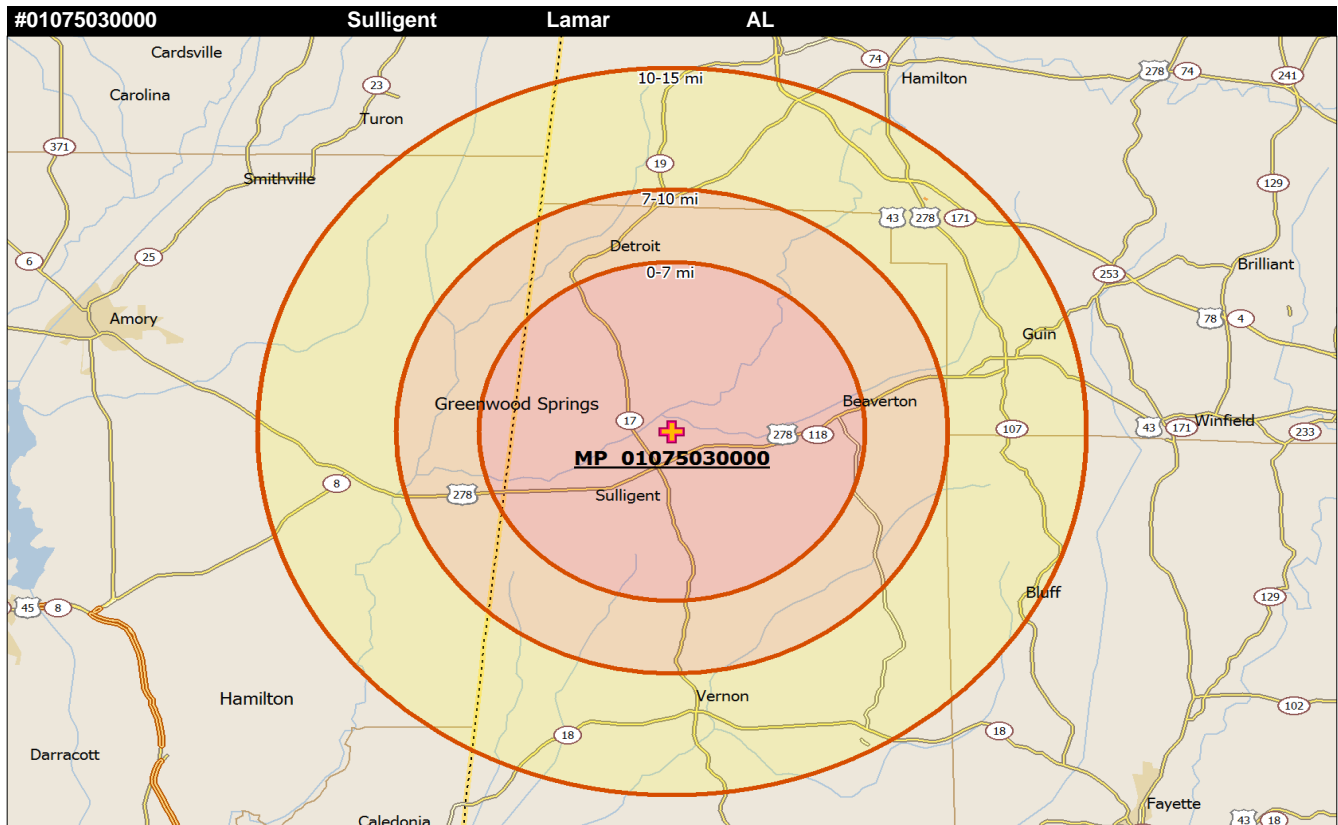 #01075030000 Sulligent Lamar AL
Cardsville
74
10-15 mi
Hamilton
278 74
241
23
Carolina
Turon
371
19
Smithville
129
7-10 mi
43 278 171
Detroit
6
25
0-7 mi
253
Brilliant
Amory
78 4
Guin
Greenwood Springs
Beaverton
17
278 118
107
43 171 Winfield 233
MP 01075030000
8
278
Sulligent
Bluff
129
45 8
Hamilton
Vernon
102
18
18
Darracott
Fayette
Caledonia
43 18